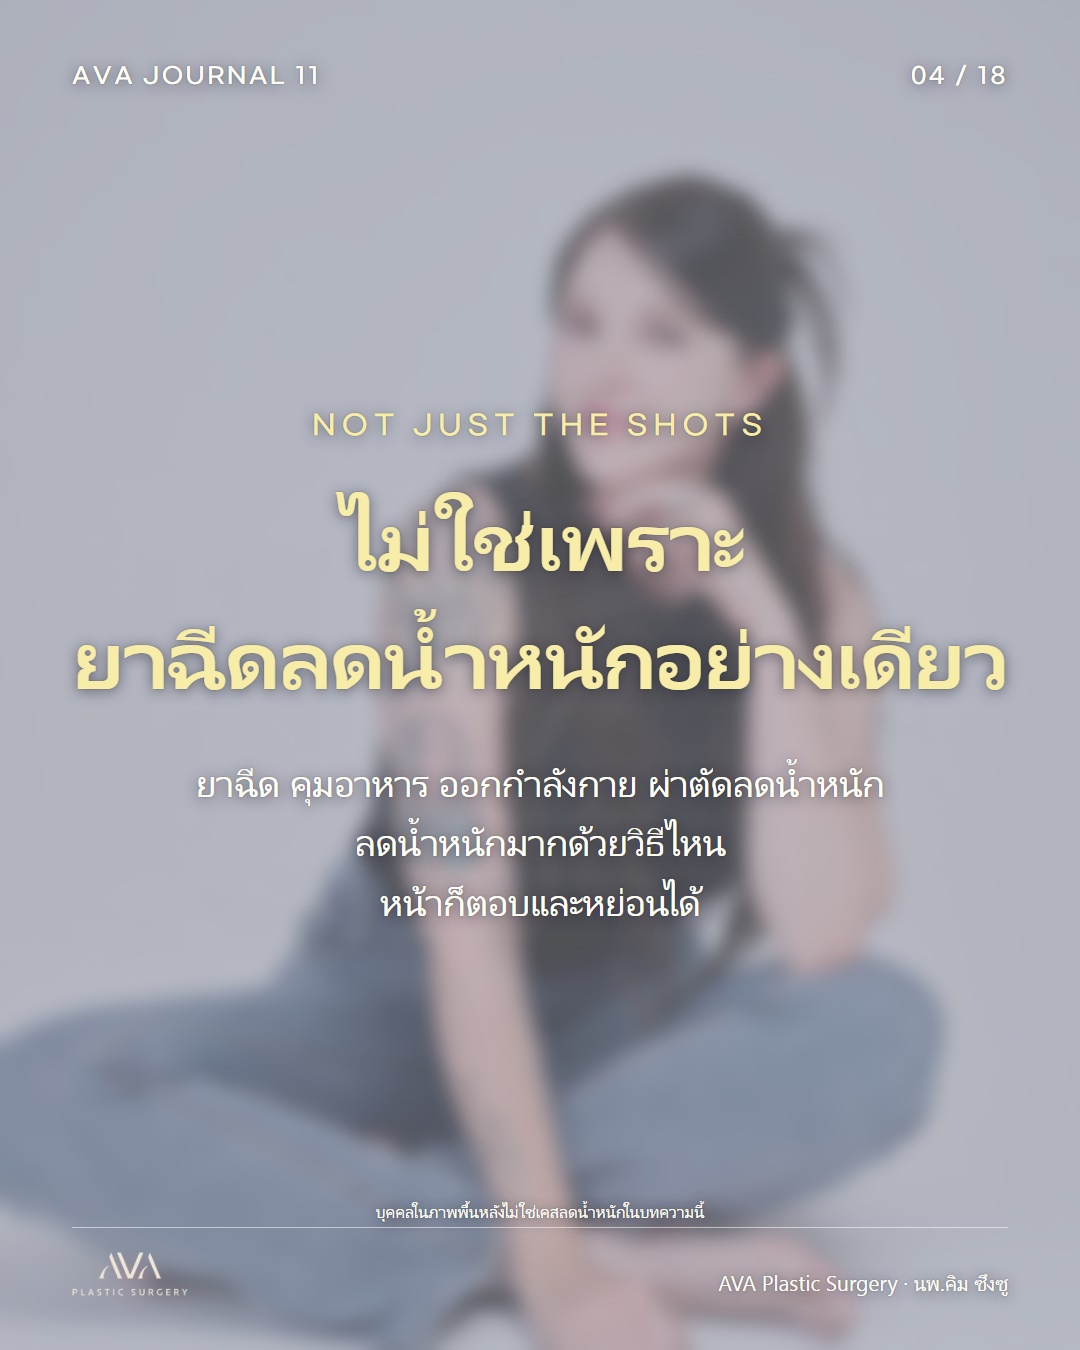 AVA JOURNAL 11
04 / 18
NOT JUST THE SHOTS
ไม่ใช่เพราะ
ยาฉีดลดน้ำหนักอย่างเดียว
ยาฉีด คุมอาหาร ออกกำลังกาย ผ่าตัดลดน้ำหนัก
ลดน้ำหนักมากด้วยวิธีไหน
หน้าก็ตอบและหย่อนได้
บุคคลในภาพพื้นหลังไม่ใช่เคสลดน้ำหนักในบทความนี้
AVA
PLASTIC SURGERY
AVA Plastic Surgery · นพ.คิม ซึงซู